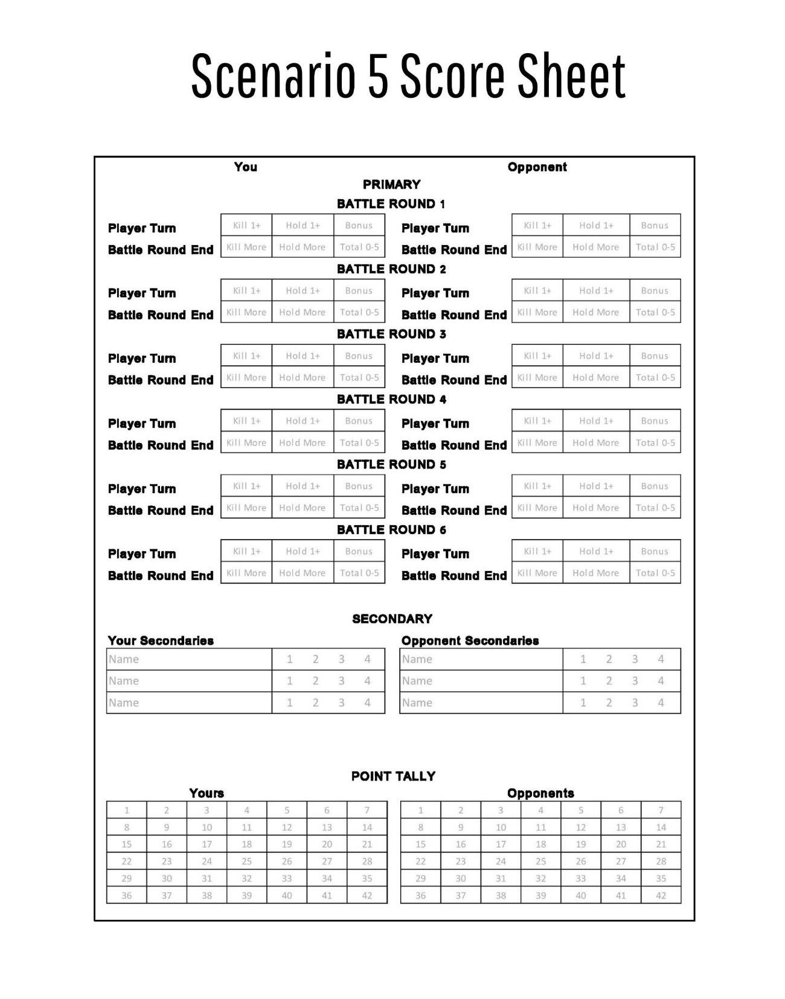 Scenario 5 Score Sheet
You Opponent
PRIMARY
BATTLE ROUND 1
Player Turn Kill 1+ Hold 1+ Bonus Player Turn Kill 1+ Hold 1+ Bonus
Battle Round End Kill More Hold More Total 0-5 Battle Round End Kill More Hold More Total 0-5
BATTLE ROUND 2
Player Turn Kill 1+ Hold 1+ Bonus Player Turn Kill 1+ Hold 1+ Bonus
Battle Round End Kill More Hold More Total 0-5 Battle Round End Kill More Hold More Total 0-5
BATTLE ROUND 3
Player Turn Kill 1+ Hold 1+ Bonus Player Turn Kill 1+ Hold 1+ Bonus
Battle Round End Kill More Hold More Total 0-5 Battle Round End Kill More Hold More Total 0-5
BATTLE ROUND 4
Player Turn Kill 1+ Hold 1+ Bonus Player Turn Kill 1+ Hold 1+ Bonus
Battle Round End Kill More Hold More Total 0-5 Battle Round End Kill More Hold More Total 0-5
BATTLE ROUND 5
Player Turn Kill 1+ Hold 1+ Bonus Player Turn Kill 1+ Hold 1+ Bonus
Battle Round End Kill More Hold More Total 0-5 Battle Round End Kill More Hold More Total 0-5
BATTLE ROUND 6
Player Turn Kill 1+ Hold 1+ Bonus Player Turn Kill 1+ Hold 1+ Bonus
Battle Round End Kill More Hold More Total 0-5 Battle Round End Kill More Hold More Total 0-5
SECONDARY
Your Secondaries Opponent Secondaries
Name 1 2 3 4 Name 1 2 3 4
Name 1 2 3 4 Name 1 2 3 4
Name 1 2 3 4 Name 1 2 3 4
POINT TALLY
Yours Opponents
1 2 3 4 5 6 7 1 2 3 4 5 6 7
8 9 10 11 12 13 14 8 9 10 11 12 13 14
15 16 17 18 19 20 21 15 16 17 18 19 20 21
22 23 24 25 26 27 28 22 23 24 25 26 27 28
29 30 31 32 33 34 35 29 30 31 32 33 34 35
36 37 38 39 40 41 42 36 37 38 39 40 41 42